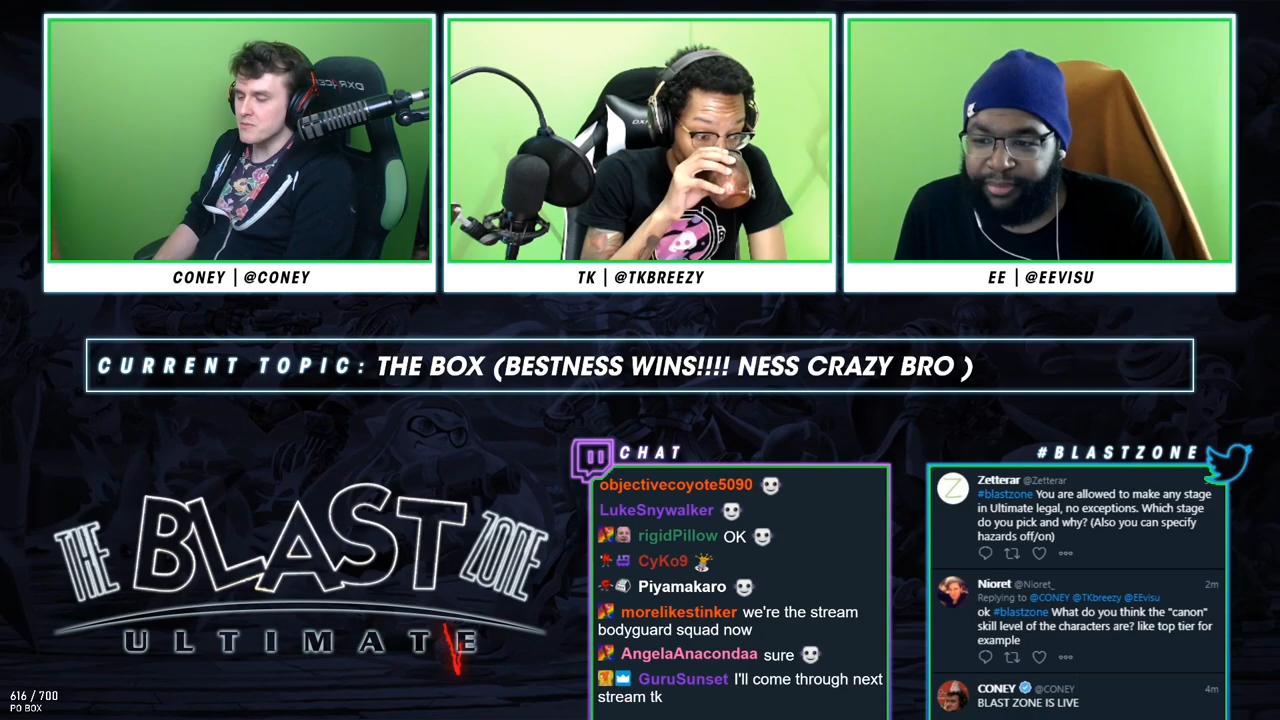 CONEY | @CONEY
TK | @TKBREEZY
EE | @EEVISU
CURRENT TOPIC: THE BOX (BESTNESS WINS!!!! NESS CRAZY BRO )
THE BLAST ZONE
ULTIMATE
616 / 700
PO BOX
CHAT
objectivecoyote5090
LukeSnywalker
rigidPillow OK
CyKo9
Piyamakaro
morelikestinker we're the stream
bodyguard squad now
AngelaAnacondaa sure
GuruSunset I'll come through next
stream tk
#BLASTZONE
Zetterar @Zetterar
#blastzone You are allowed to make any stage
in Ultimate legal, no exceptions. Which stage
do you pick and why? (Also you can specify
hazards off/on)
Nioret @Nioret_ 2m
Replying to @CONEY @TKbreezy @EEvisu
ok #blastzone What do you think the "canon"
skill level of the characters are? like top tier for
example
CONEY @CONEY 4m
BLAST ZONE IS LIVE